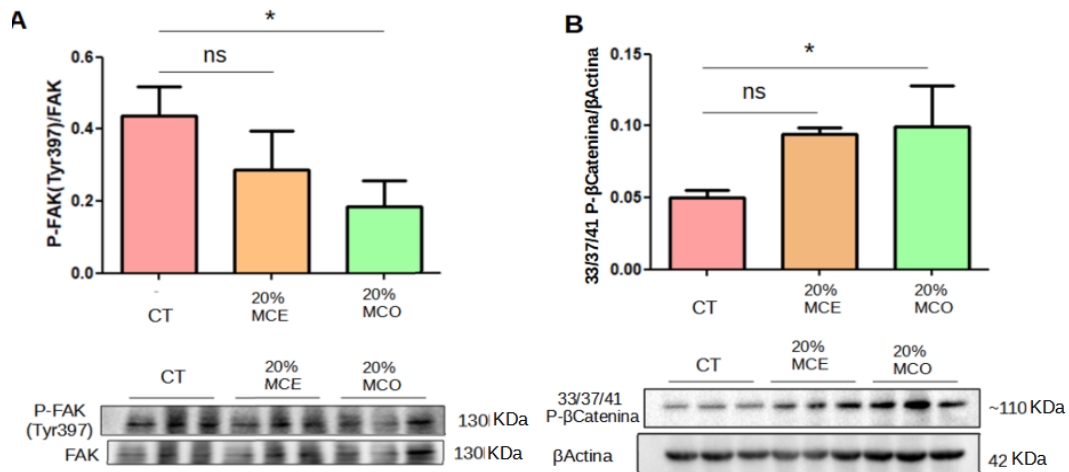 A
*
ns
P-FAK(Tyr397)/FAK
0.6
0.4
0.2
0.0
CT
20%
MCE
20%
MCO
CT
20%
MCE
20%
MCO
P-FAK
(Tyr397)
130 KDa
FAK
130 KDa
B
*
ns
33/37/41 P-βCatenina/βActina
0.15
0.10
0.05
0.00
CT
20%
MCE
20%
MCO
CT
20%
MCE
20%
MCO
33/37/41
P-βCatenina
~110 KDa
βActina
42 KDa